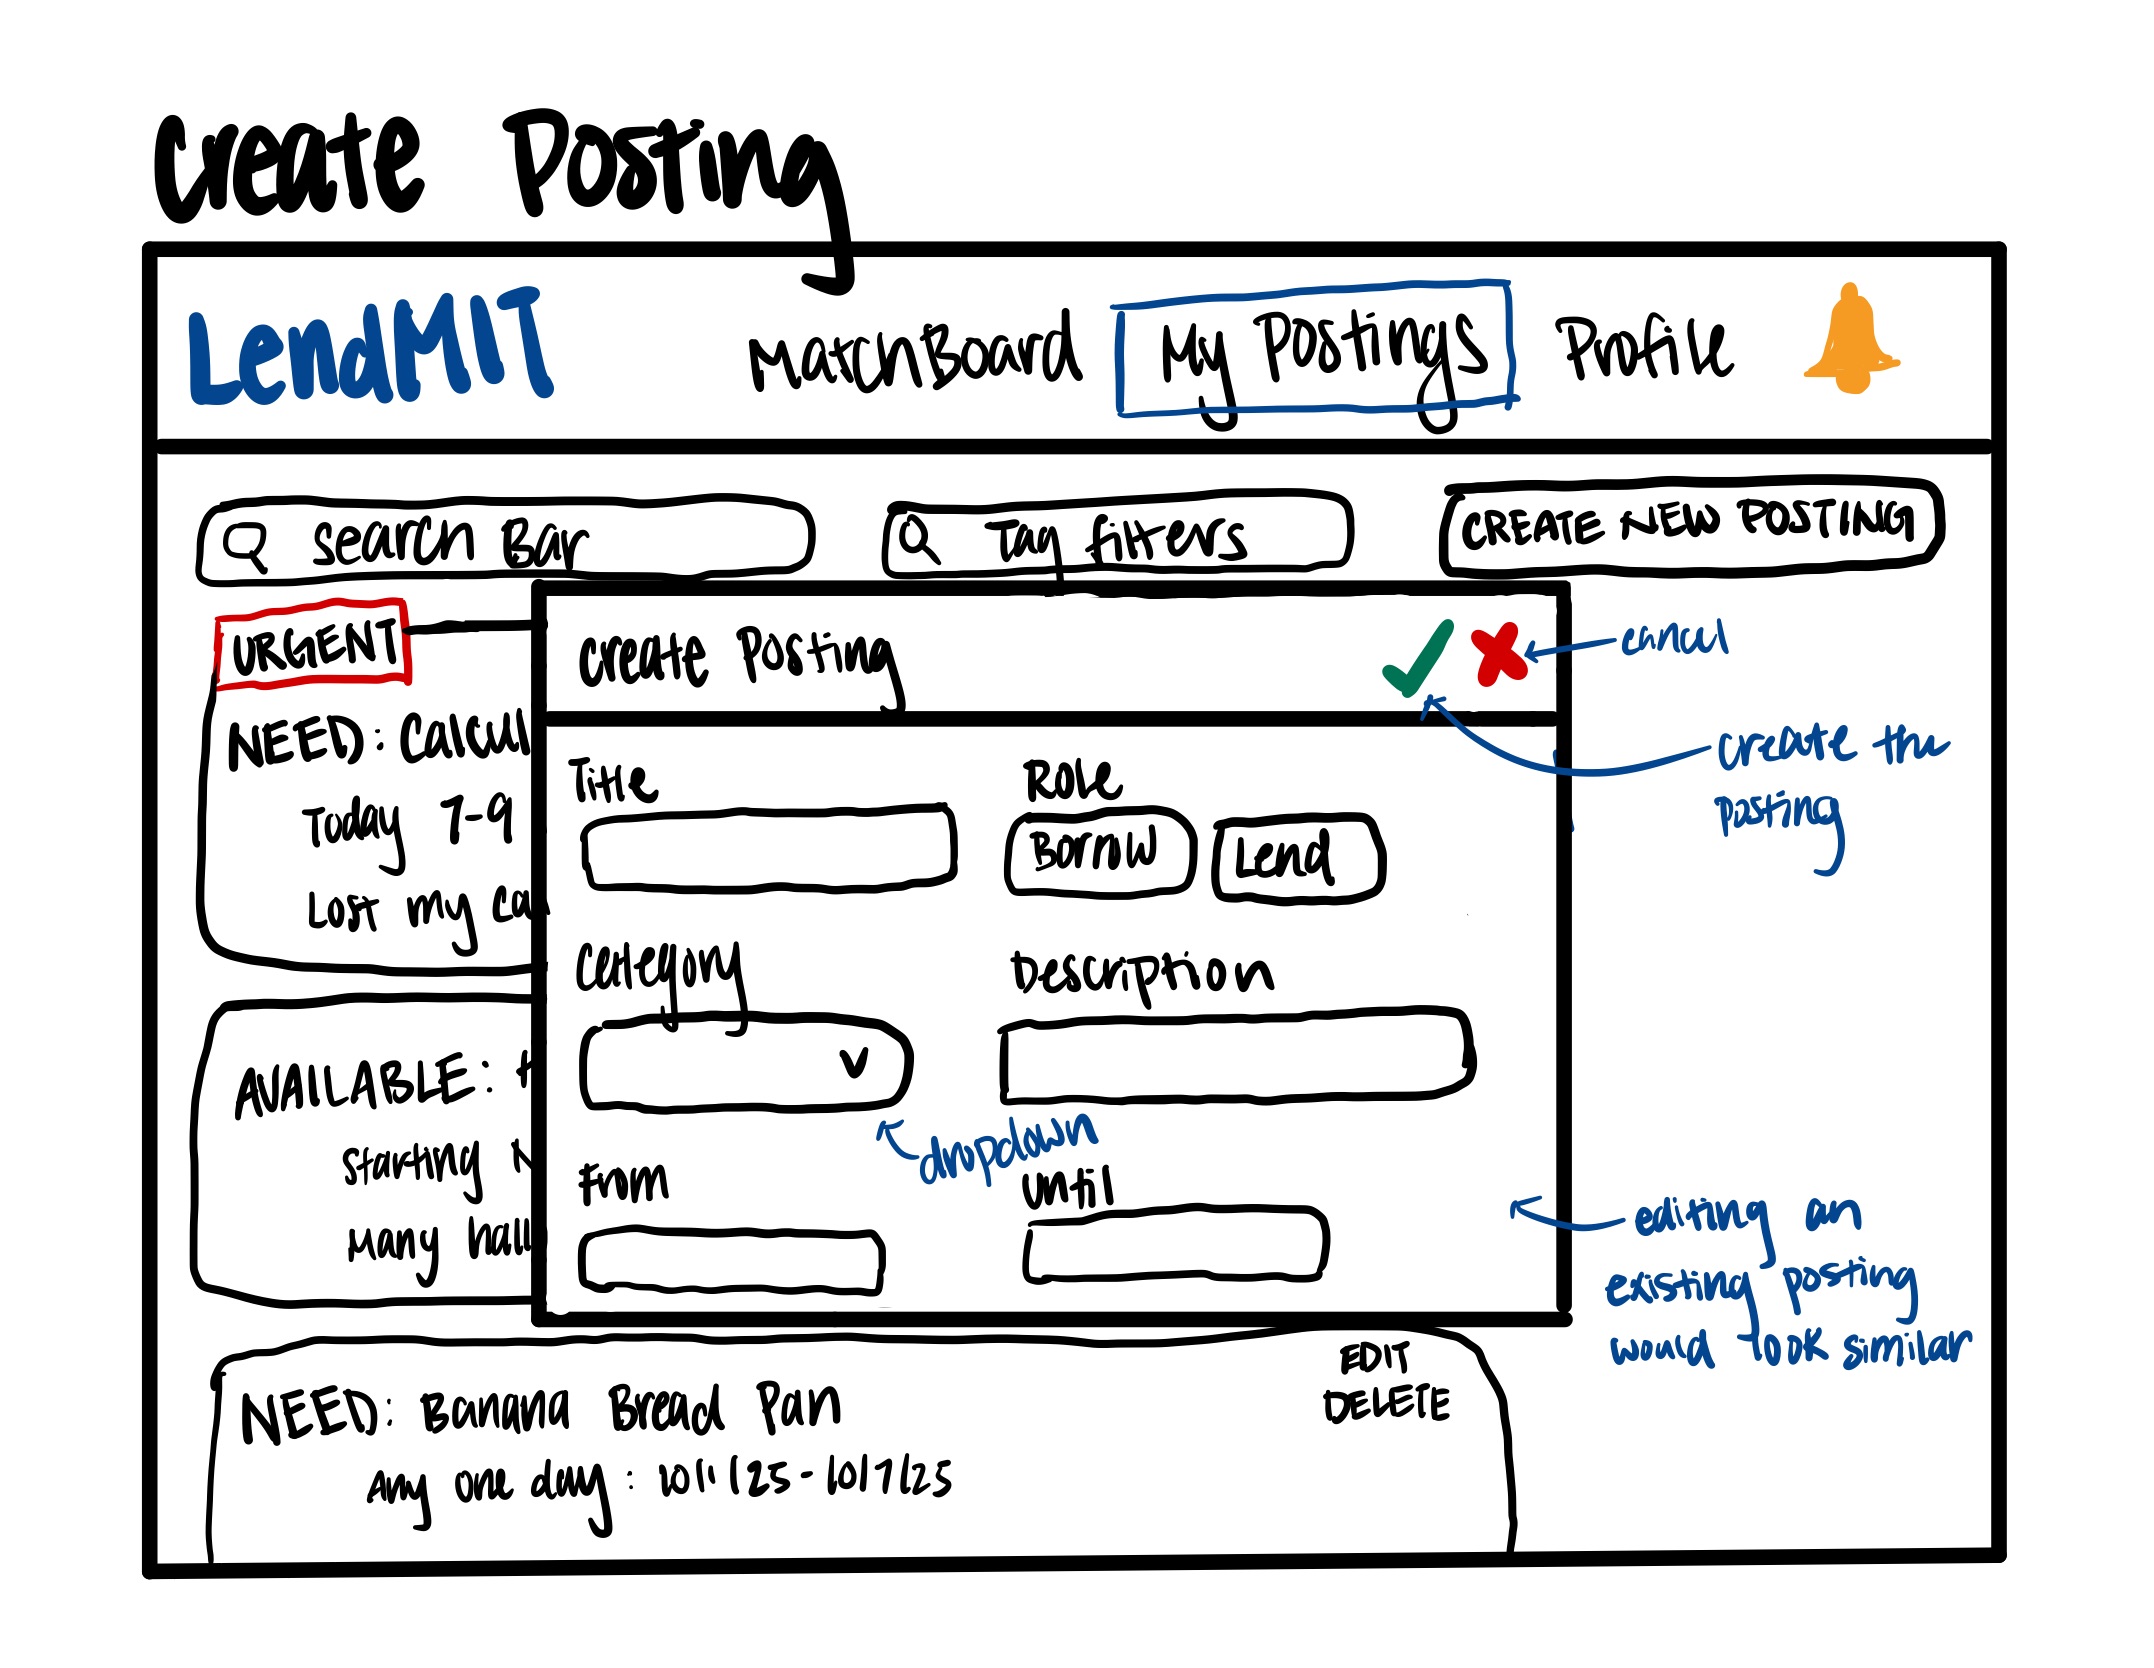 Create Posting
LendMIT MatchBoard My Postings Profile
Search Bar Tag filters CREATE NEW POSTING
URGENT
NEED: Calcul
Today 7-9
Lost my ca
Create Posting
cancel
create the
posting
Title Role
Borrow Lend
Category Description
dropdown
From Until
AVAILABLE:
Starting
Many hall
editing an
existing posting
would look similar
EDIT
DELETE
NEED: Banana Bread Pan
Any one day: 10/1/25-10/7/25